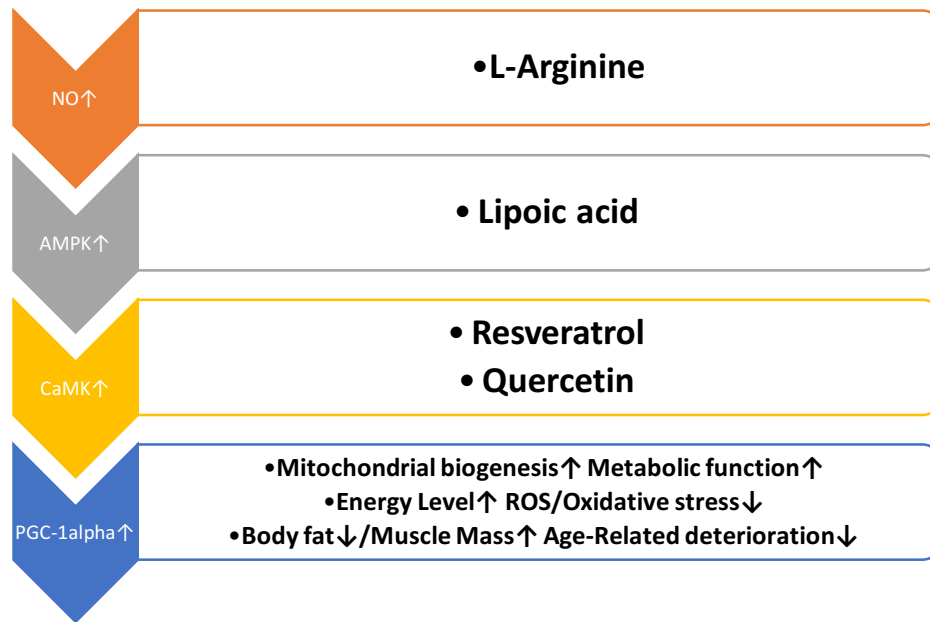 NO↑
•L-Arginine
AMPK↑
• Lipoic acid
CaMK↑
• Resveratrol
• Quercetin
PGC-1alpha↑
•Mitochondrial biogenesis↑ Metabolic function↑
•Energy Level↑ ROS/Oxidative stress↓
•Body fat↓/Muscle Mass↑ Age-Related deterioration↓